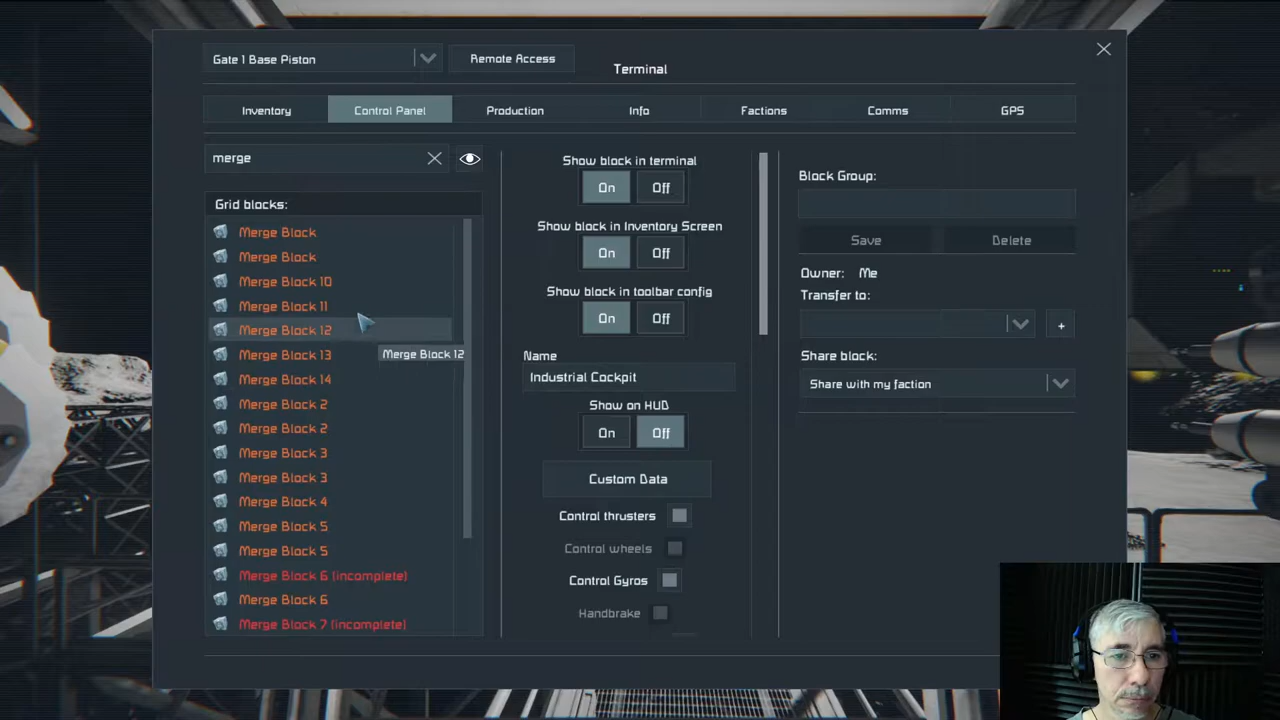 Gate 1 Base Piston
Remote Access
Terminal
Inventory
Control Panel
Production
Info
Factions
Comms
GPS
merge
Grid blocks:
Merge Block
Merge Block
Merge Block 10
Merge Block 11
Merge Block 12
Merge Block 12
Merge Block 13
Merge Block 14
Merge Block 2
Merge Block 2
Merge Block 3
Merge Block 3
Merge Block 4
Merge Block 5
Merge Block 5
Merge Block 6 (incomplete)
Merge Block 6
Merge Block 7 (incomplete)
Show block in terminal
On Off
Show block in Inventory Screen
On Off
Show block in toolbar config
On Off
Name
Industrial Cockpit
Show on HUD
On Off
Custom Data
Control thrusters
Control wheels
Control Gyros
Handbrake
Block Group:
Save
Delete
Owner: Me
Transfer to:
+
Share block:
Share with my faction